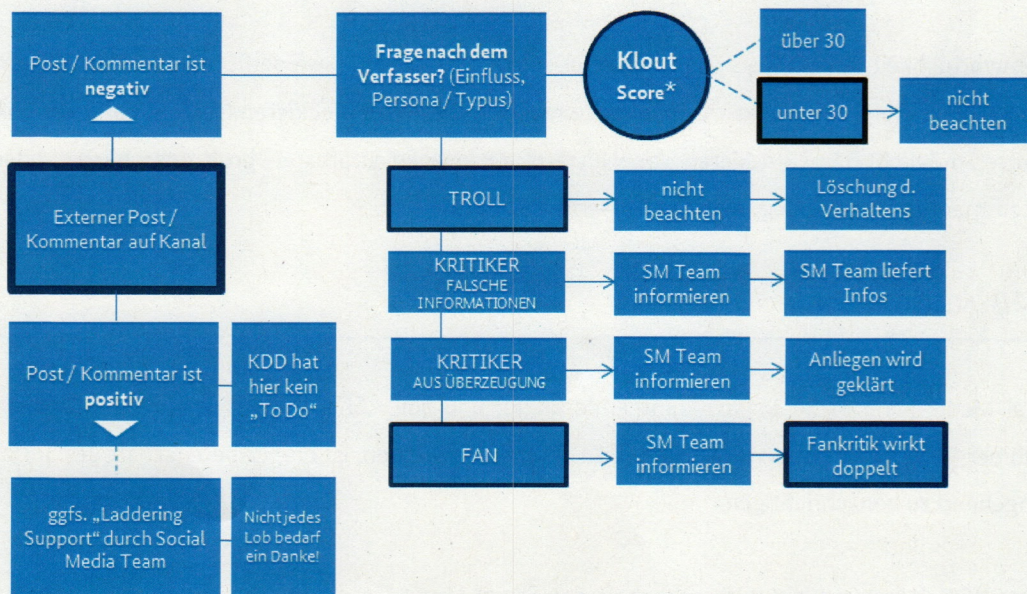 Post / Kommentar ist
negativ
Frage nach dem
Verfasser? (Einfluss,
Persona / Typus)
Klout
Score*
über 30
unter 30
nicht
beachten
Externer Post /
Kommentar auf Kanal
TROLL
nicht
beachten
Löschung d.
Verhaltens
KRITIKER
FALSCHE
INFORMATIONEN
SM Team
informieren
SM Team liefert
Infos
Post / Kommentar ist
positiv
KDD hat
hier kein
„To Do“
KRITIKER
AUS ÜBERZEUGUNG
SM Team
informieren
Anliegen wird
geklärt
FAN
SM Team
informieren
Fankritik wirkt
doppelt
ggfs. „Laddering
Support“ durch Social
Media Team
Nicht jedes
Lob bedarf
ein Danke!